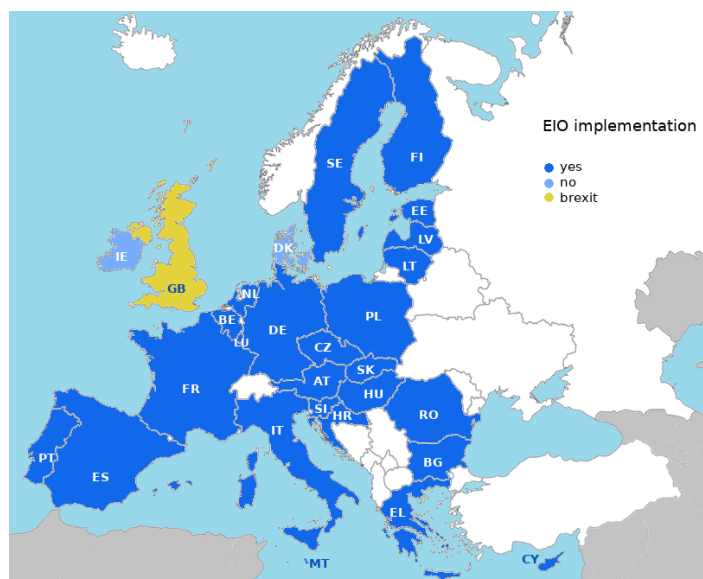 EIO implementation
yes
no
brexit
SE
FI
EE
LV
LT
DK
IE
GB
NL
BE
LU
DE
PL
CZ
SK
AT
HU
FR
SI
HR
RO
IT
BG
PT
ES
EL
MT
CY